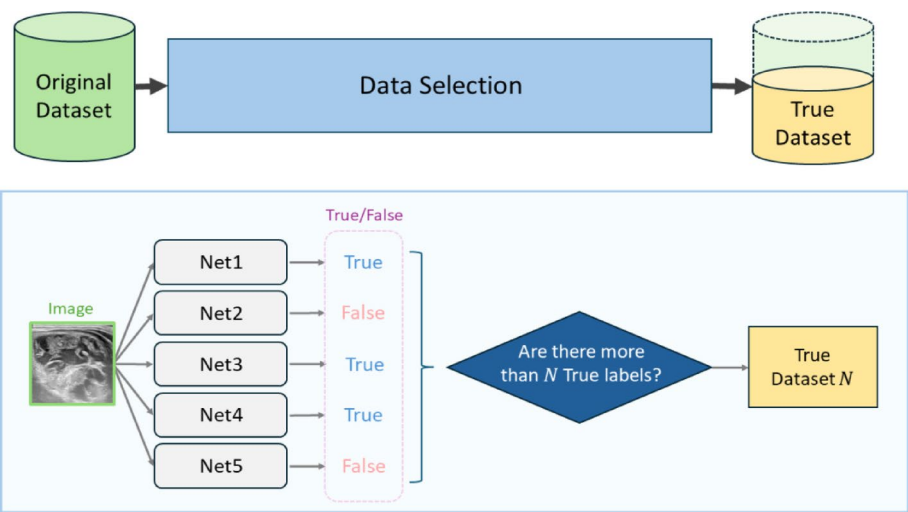 Original
Dataset
Data Selection
True
Dataset
True/False
Image
Net1
True
Net2
False
Net3
True
Net4
True
Net5
False
Are there more
than N True labels?
True
Dataset N